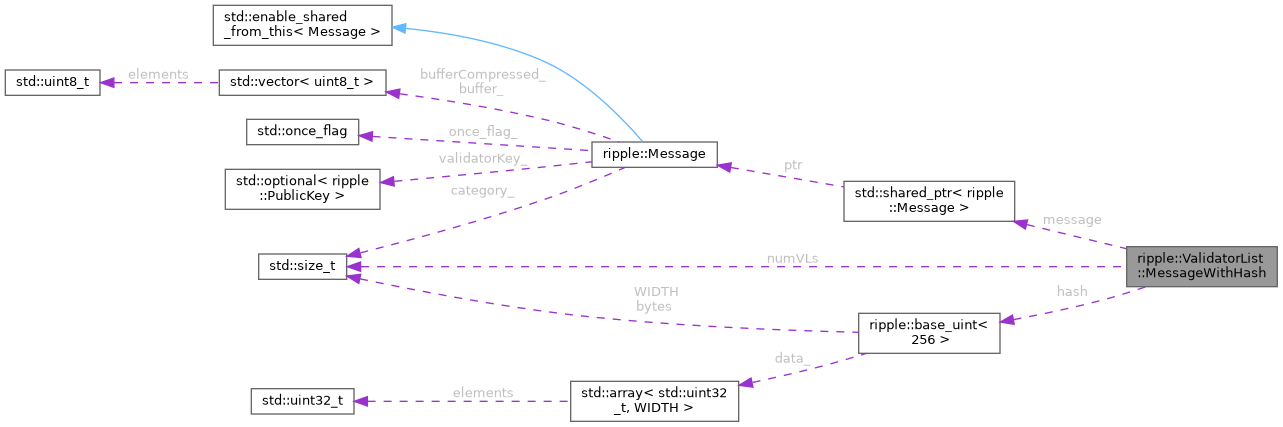 std::enable_shared
_from_this< Message >
std::uint8_t
elements
std::vector< uint8_t >
bufferCompressed_
buffer_
std::once_flag
once_flag_
ripple::Message
validatorKey_
std::optional< ripple
::PublicKey >
category_
ptr
std::shared_ptr< ripple
::Message >
message
std::size_t
numVLs
ripple::ValidatorList
::MessageWithHash
WIDTH
bytes
hash
ripple::base_uint<
256 >
data_
std::uint32_t
elements
std::array< std::uint32
_t, WIDTH >